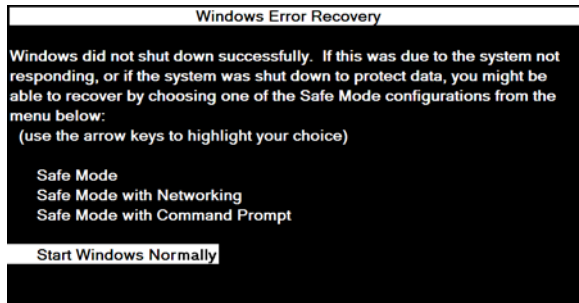 Windows Error Recovery
Windows did not shut down successfully.  If this was due to the system not
responding, or if the system was shut down to protect data, you might be
able to recover by choosing one of the Safe Mode configurations from the
menu below:
(use the arrow keys to highlight your choice)
Safe Mode
Safe Mode with Networking
Safe Mode with Command Prompt
Start Windows Normally